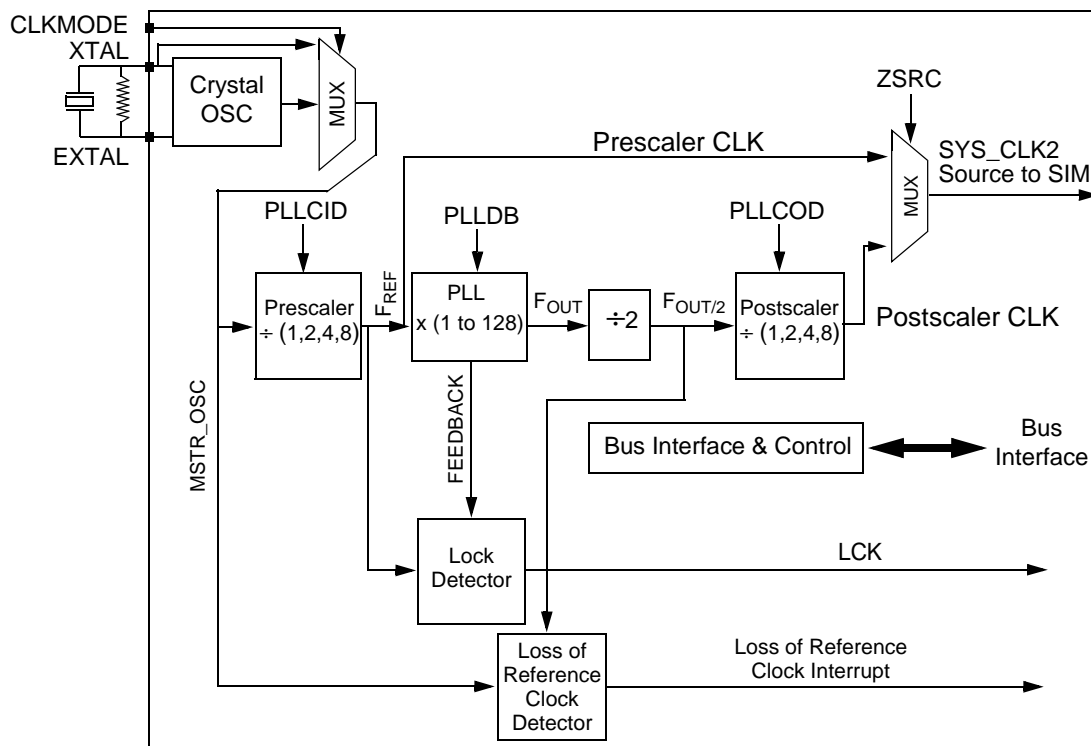 CLKMODE
XTAL
Crystal
OSC
EXTAL
MUX
ZSRC
Prescaler CLK
MUX
SYS_CLK2
Source to SIM
PLLCID
PLLDB
PLLCOD
Prescaler
÷ (1,2,4,8)
FREF
PLL
x (1 to 128)
FOUT
÷2
FOUT/2
Postscaler
÷ (1,2,4,8)
Postscaler CLK
MSTR_OSC
FEEDBACK
Bus Interface & Control
Bus
Interface
Lock
Detector
LCK
Loss of
Reference
Clock
Detector
Loss of Reference
Clock Interrupt